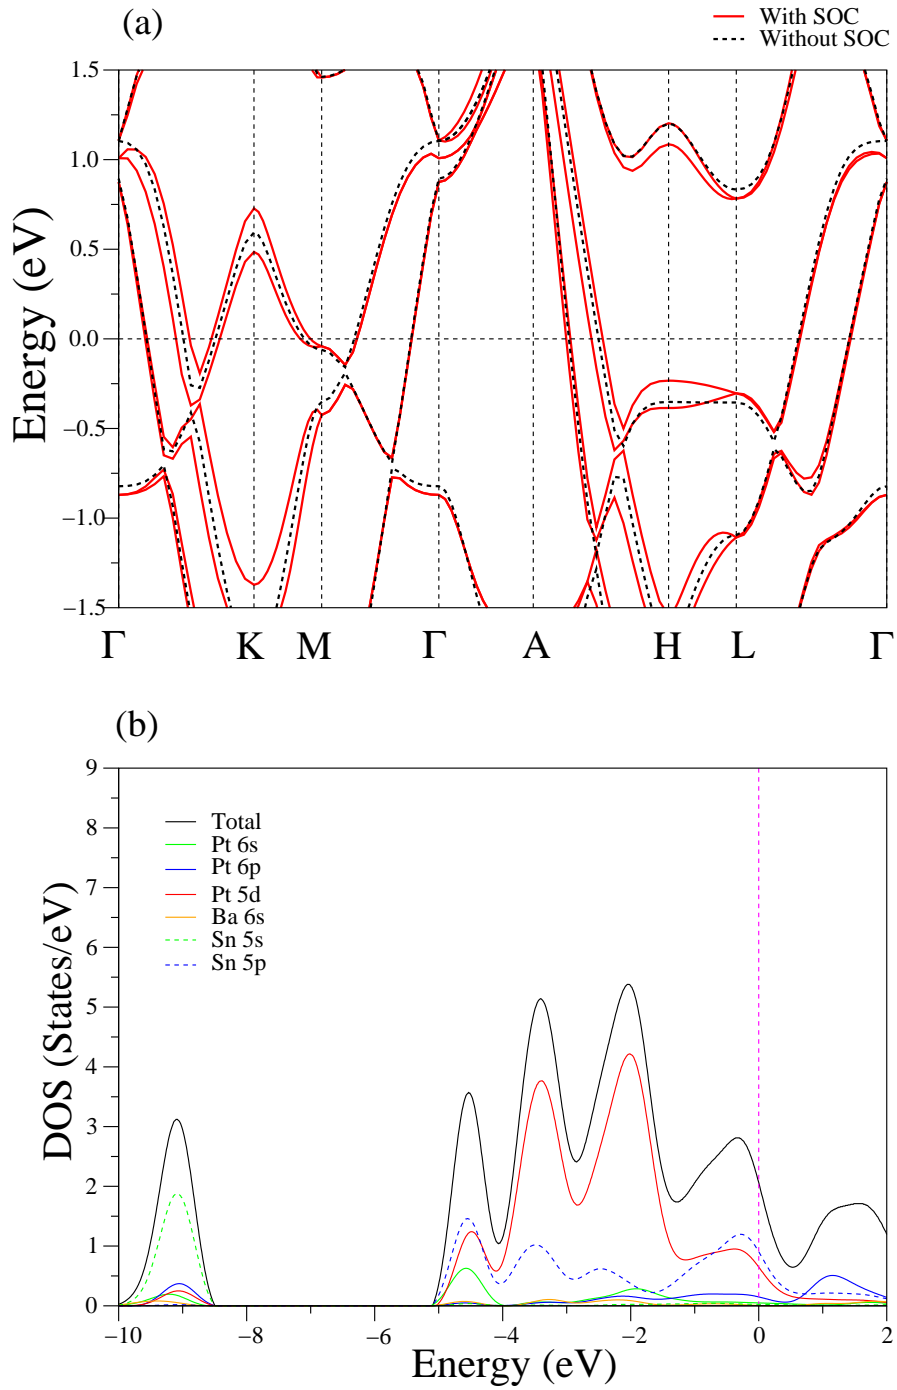 (a)
With SOC
Without SOC
1.5
1.0
0.5
0.0
−0.5
−1.0
−1.5
Energy (eV)
Γ K M Γ A H L Γ
(b)
9
8
7
6
5
4
3
2
1
0
DOS (States/eV)
Total
Pt 6s
Pt 6p
Pt 5d
Ba 6s
Sn 5s
Sn 5p
−10 −8 −6 −4 −2 0 2
Energy (eV)